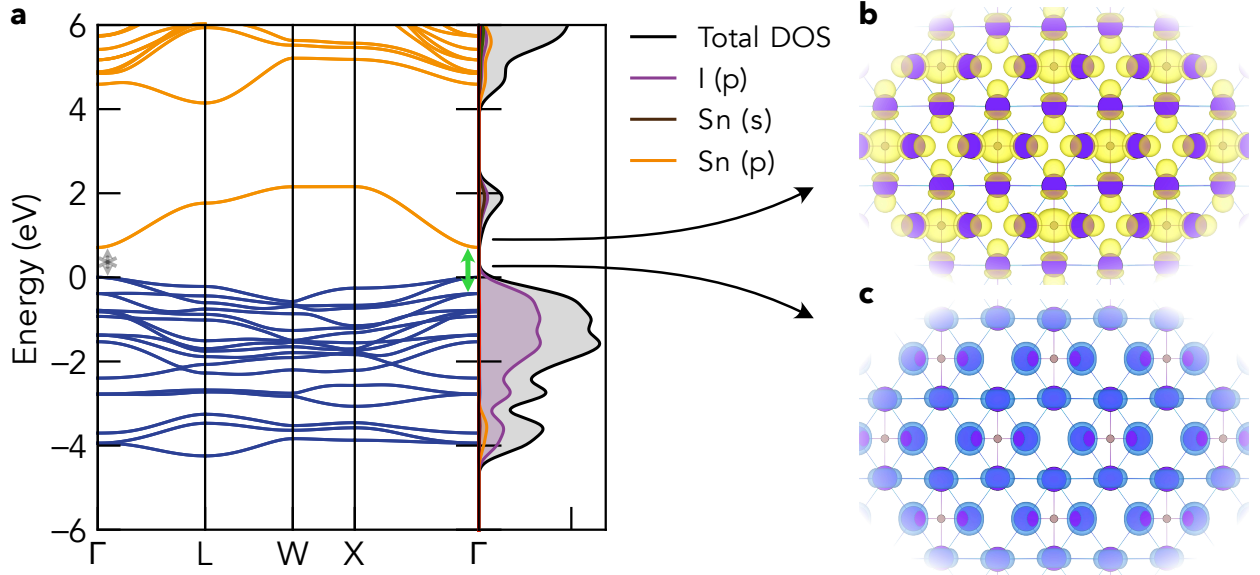 a
6
4
2
0
−2
−4
−6
Energy (eV)
Γ
L
W
X
Γ
Total DOS
I (p)
Sn (s)
Sn (p)
b
c